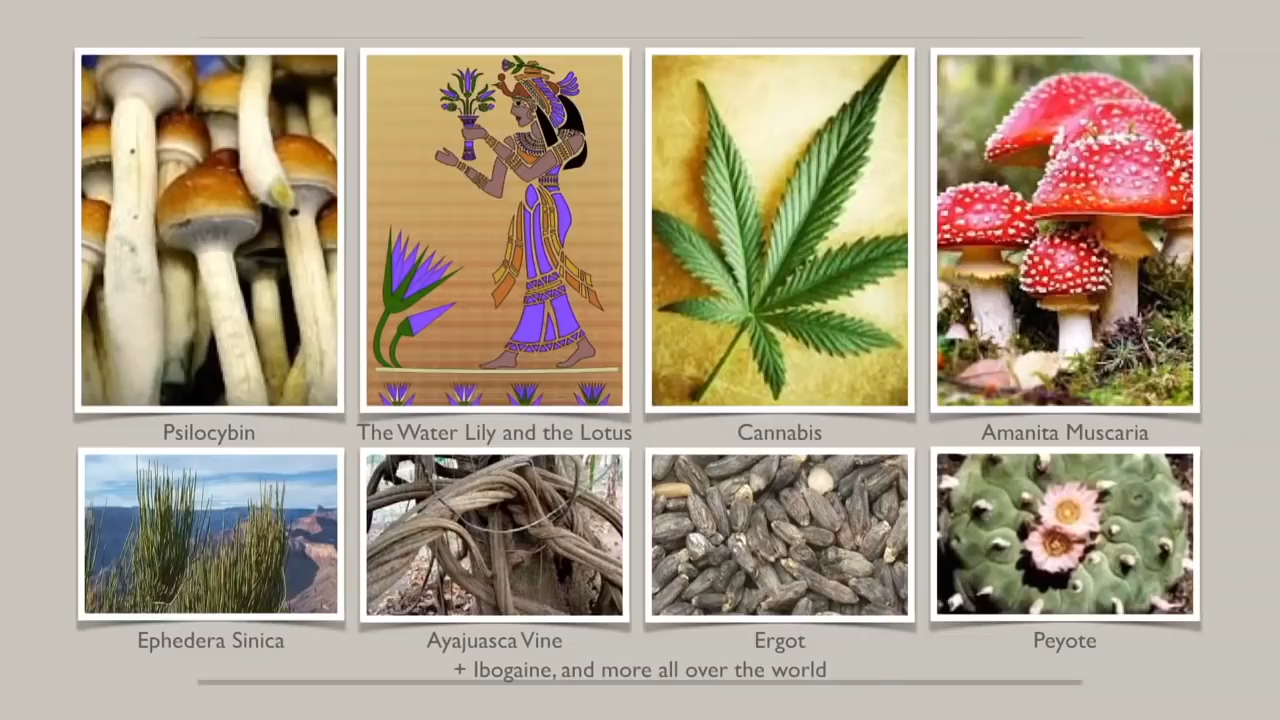 Psilocybin
The Water Lily and the Lotus
Cannabis
Amanita Muscaria
Ephedera Sinica
Ayajuasca Vine
Ergot
Peyote
+ Ibogaine, and more all over the world